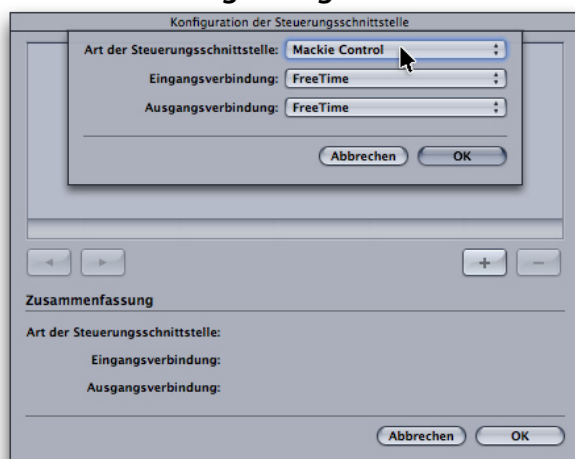 Konfiguration der Steuerungsschnittstelle
Art der Steuerungsschnittstelle: Mackie Control
Eingangsverbindung: FreeTime
Ausgangsverbindung: FreeTime
Abbrechen OK
+ −
Zusammenfassung
Art der Steuerungsschnittstelle:
Eingangsverbindung:
Ausgangsverbindung:
Abbrechen OK